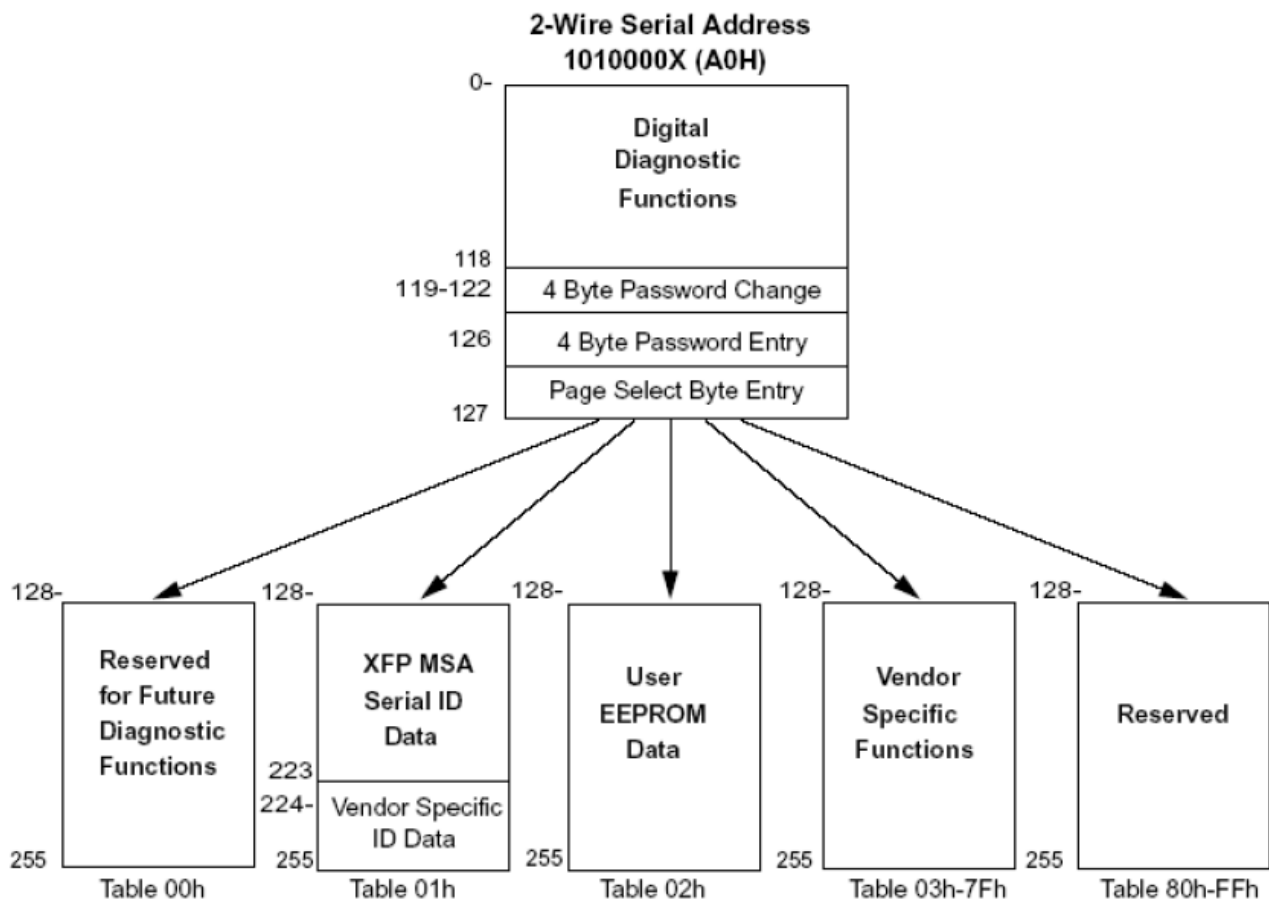 2-Wire Serial Address
1010000X (A0H)
0-
Digital
Diagnostic
Functions
118
119-122
4 Byte Password Change
126
4 Byte Password Entry
Page Select Byte Entry
127
128-
Reserved
for Future
Diagnostic
Functions
255
Table 00h
128-
XFP MSA
Serial ID
Data
223
224-
Vendor Specific
ID Data
255
Table 01h
128-
User
EEPROM
Data
255
Table 02h
128-
Vendor
Specific
Functions
255
Table 03h-7Fh
128-
Reserved
255
Table 80h-FFh